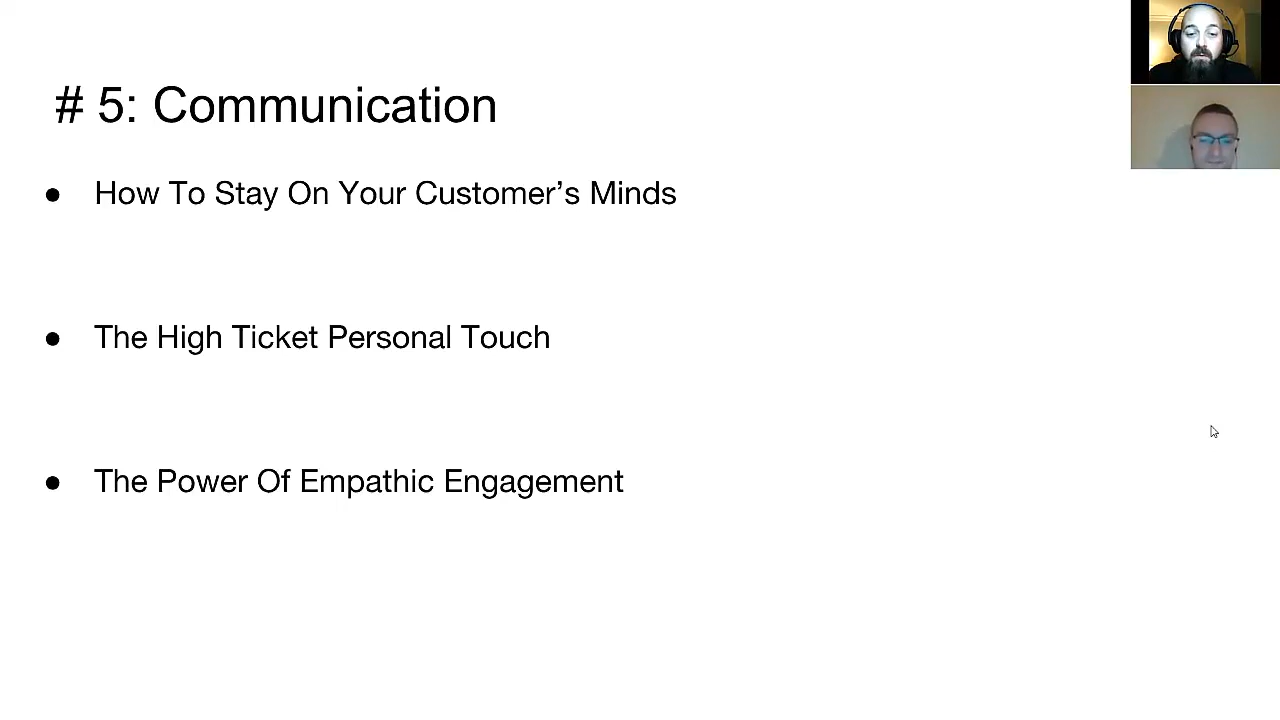 # 5: Communication
● How To Stay On Your Customer’s Minds
● The High Ticket Personal Touch
● The Power Of Empathic Engagement